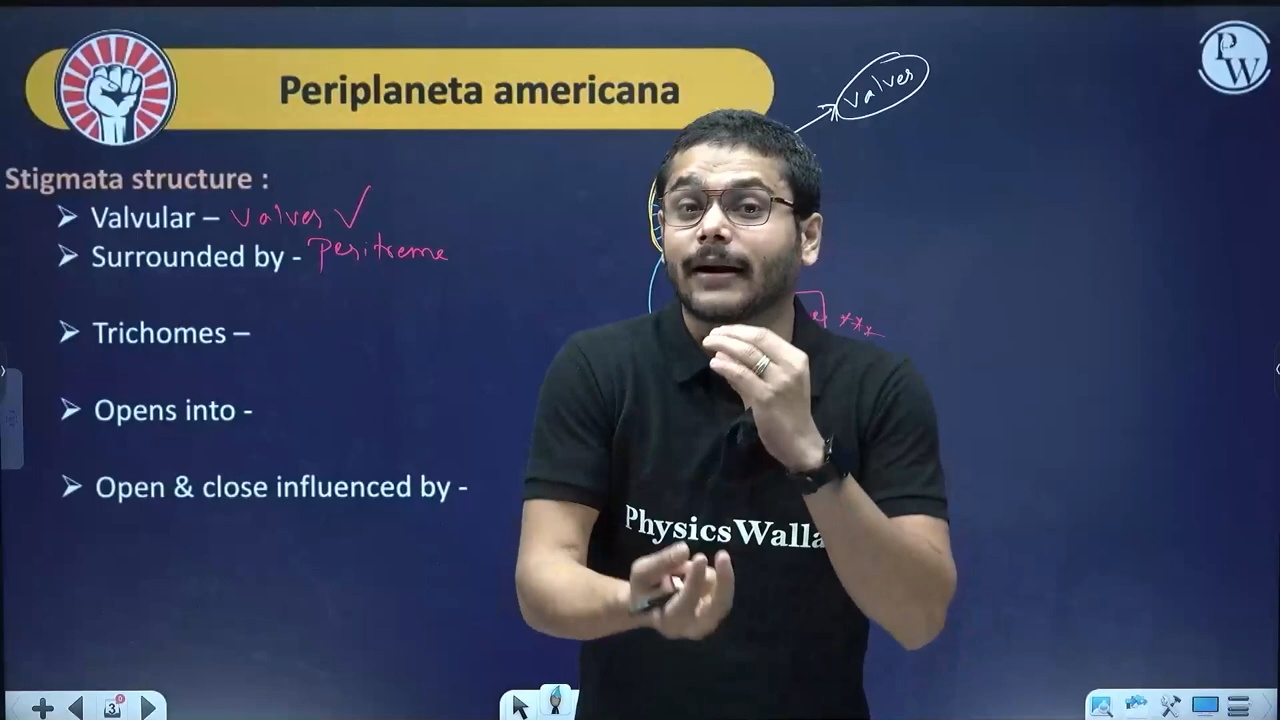 Periplaneta americana
valves
PW
Stigmata structure :
➢ Valvular – valves ✓
➢ Surrounded by - Peritreme
➢ Trichomes –
➢ Opens into -
➢ Open & close influenced by -
PhysicsWalla
3